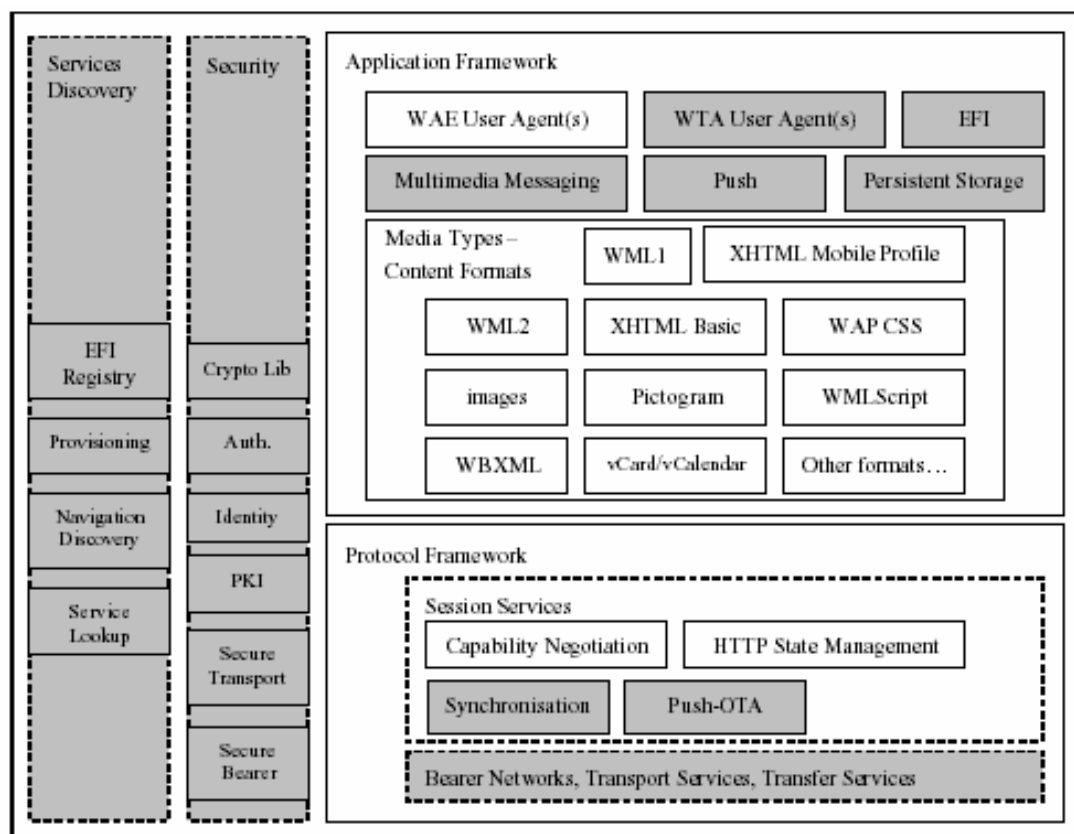 Services
Discovery
EFI
Registry
Provisioning
Navigation
Discovery
Service
Lookup
Security
Crypto Lib
Auth.
Identity
PKI
Secure
Transport
Secure
Bearer
Application Framework
WAE User Agent(s)
WTA User Agent(s)
EFI
Multimedia Messaging
Push
Persistent Storage
Media Types –
Content Formats
WML1
XHTML Mobile Profile
WML2
XHTML Basic
WAP CSS
images
Pictogram
WMLScript
WBXML
vCard/vCalendar
Other formats…
Protocol Framework
Session Services
Capability Negotiation
HTTP State Management
Synchronisation
Push-OTA
Bearer Networks, Transport Services, Transfer Services